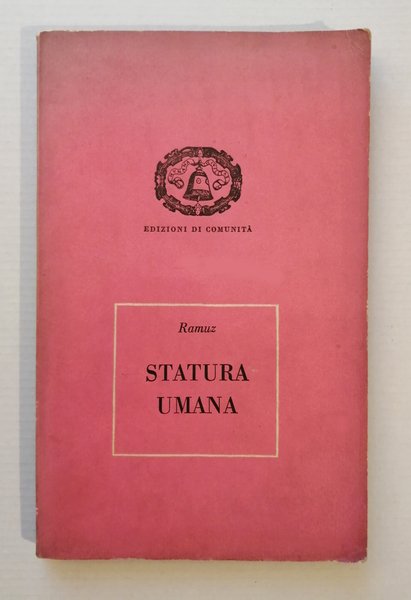 EDIZIONI DI COMUNITÀ
Ramuz
STATURA
UMANA